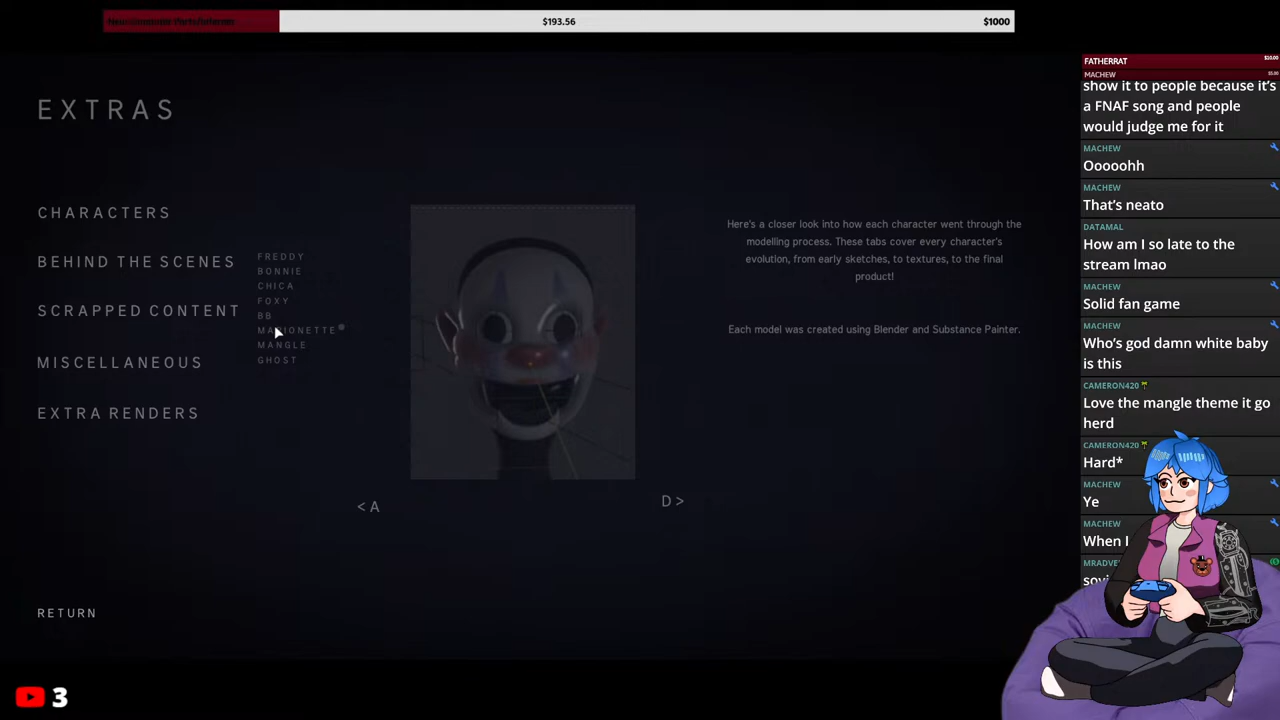 $193.56
$1000
EXTRAS
CHARACTERS
BEHIND THE SCENES
SCRAPPED CONTENT
MISCELLANEOUS
EXTRA RENDERS
FREDDY
BONNIE
CHICA
FOXY
BB
MARIONETTE
MANGLE
GHOST
Here's a closer look into how each character went through the
modelling process. These tabs cover every character's
evolution, from early sketches, to textures, to the final
product!
Each model was created using Blender and Substance Painter.
< A
D >
RETURN
3
FATHERRAT $10.00
MACHEW $5.00
show it to people because it's
a FNAF song and people
would judge me for it
MACHEW
Ooooohh
MACHEW
That's neato
DATAMAL
How am I so late to the
stream lmao
MACHEW
Solid fan game
MACHEW
Who's god damn white baby
is this
CAMERON420
Love the mangle theme it go
herd
CAMERON420
Hard*
MACHEW
Ye
MACHEW
When I